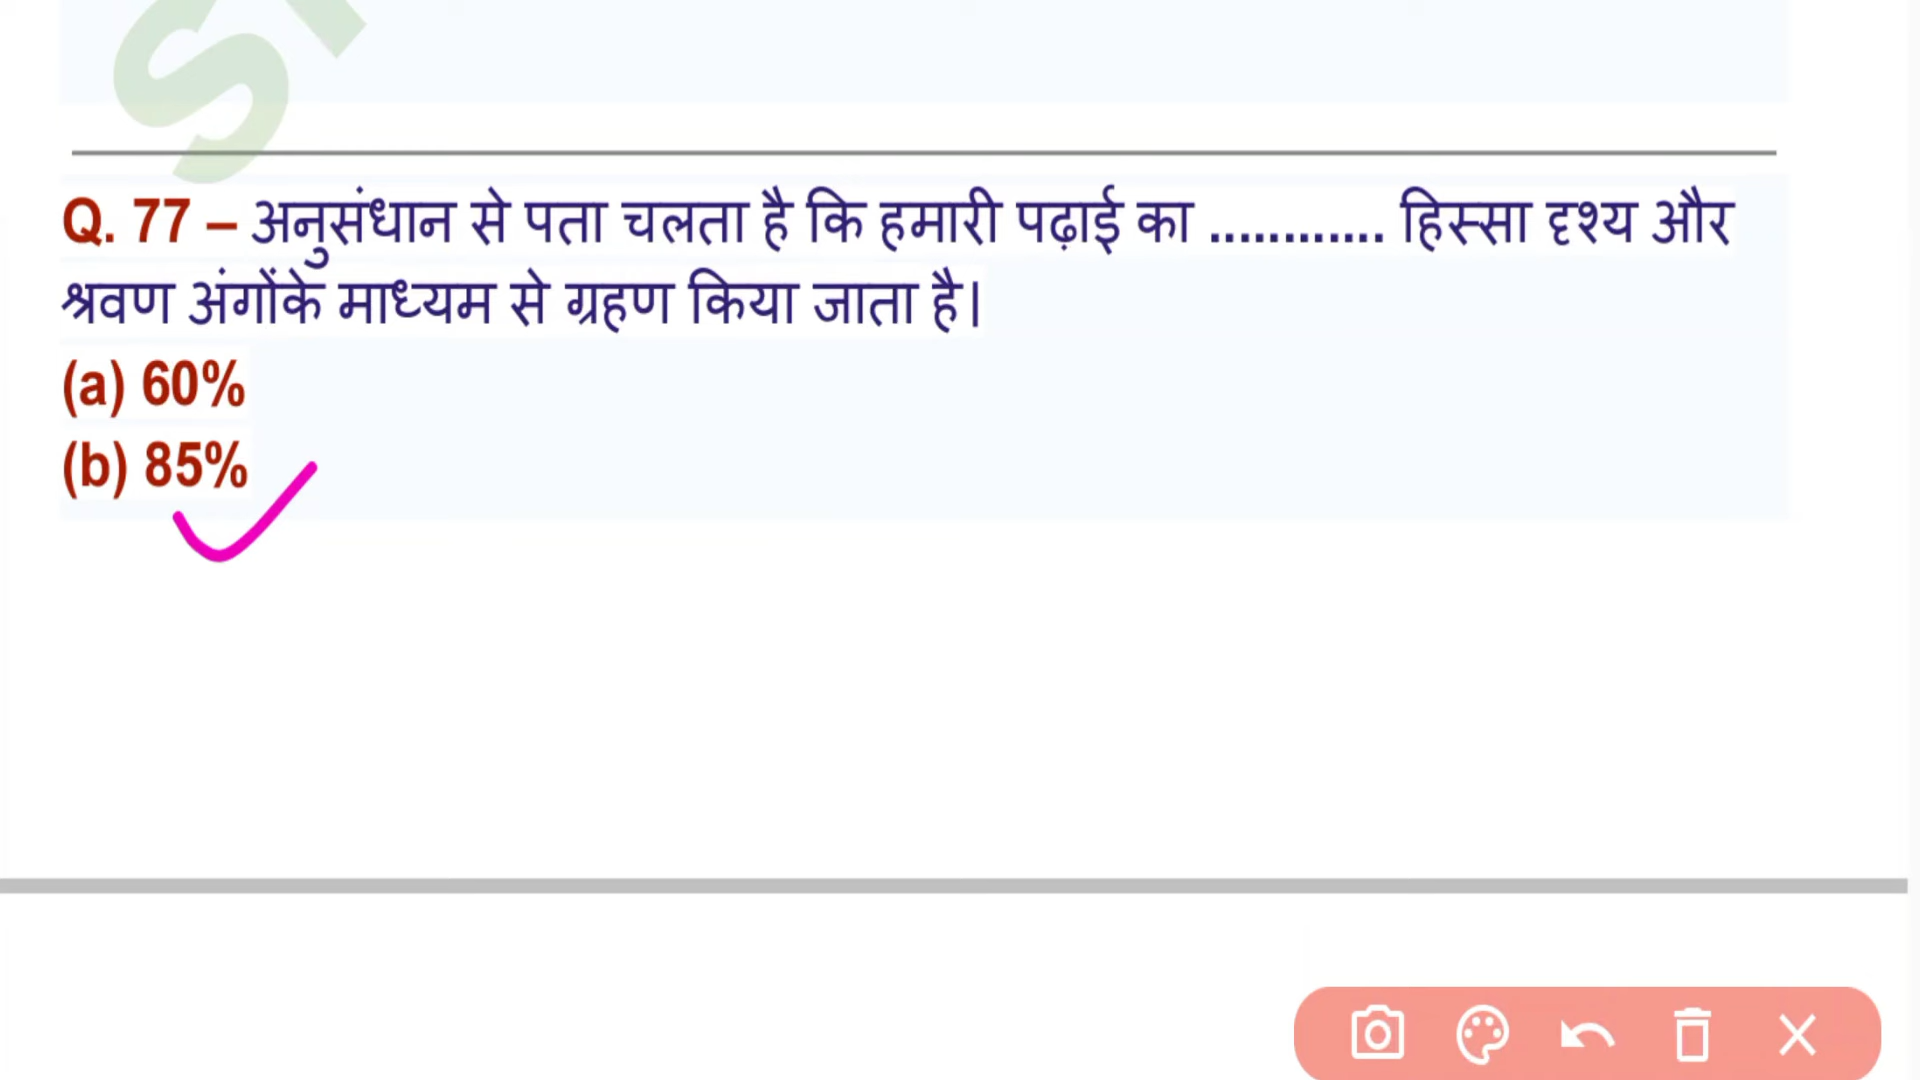 Q. 77 – अनुसंधान से पता चलता है कि हमारी पढ़ाई का ............ हिस्सा दृश्य और
श्रवण अंगोंके माध्यम से ग्रहण किया जाता है।
(a) 60%
(b) 85%